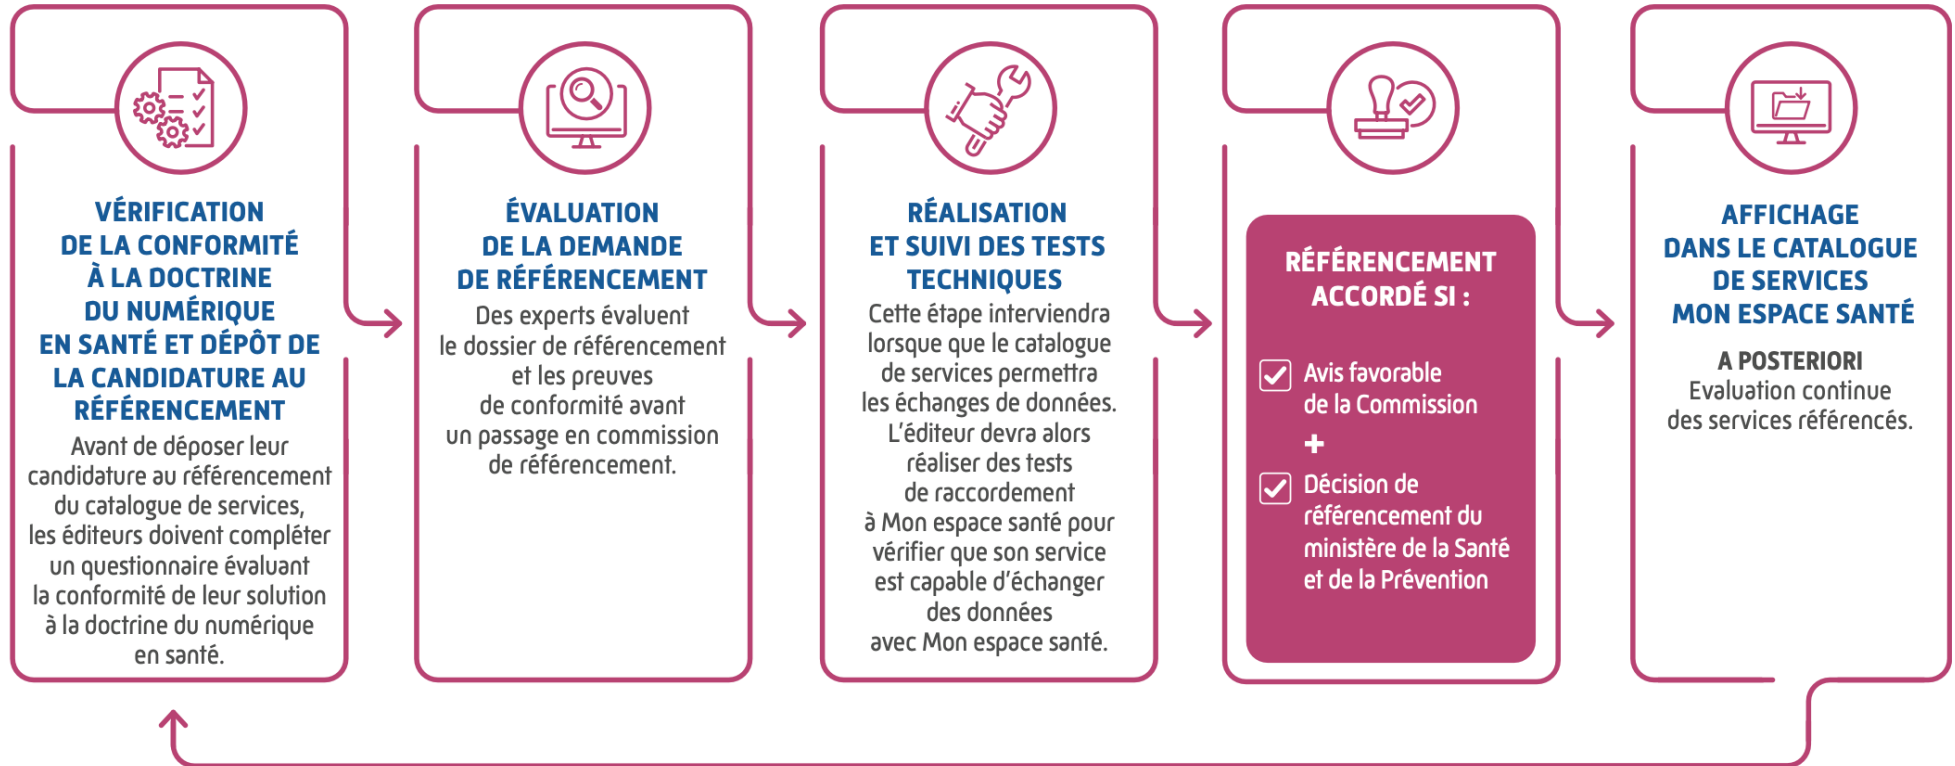 VÉRIFICATION
DE LA CONFORMITÉ
À LA DOCTRINE
DU NUMÉRIQUE
EN SANTÉ ET DÉPÔT DE
LA CANDIDATURE AU
RÉFÉRENCEMENT
Avant de déposer leur
candidature au référencement
du catalogue de services,
les éditeurs doivent compléter
un questionnaire évaluant
la conformité de leur solution
à la doctrine du numérique
en santé.
ÉVALUATION
DE LA DEMANDE
DE RÉFÉRENCEMENT
Des experts évaluent
le dossier de référencement
et les preuves
de conformité avant
un passage en commission
de référencement.
RÉALISATION
ET SUIVI DES TESTS
TECHNIQUES
Cette étape interviendra
lorsque que le catalogue
de services permettra
les échanges de données.
L'éditeur devra alors
réaliser des tests
de raccordement
à Mon espace santé pour
vérifier que son service
est capable d'échanger
des données
avec Mon espace santé.
RÉFÉRENCEMENT
ACCORDÉ SI :
Avis favorable
de la Commission
+
Décision de
référencement du
ministère de la Santé
et de la Prévention
AFFICHAGE
DANS LE CATALOGUE
DE SERVICES
MON ESPACE SANTÉ
A POSTERIORI
Evaluation continue
des services référencés.